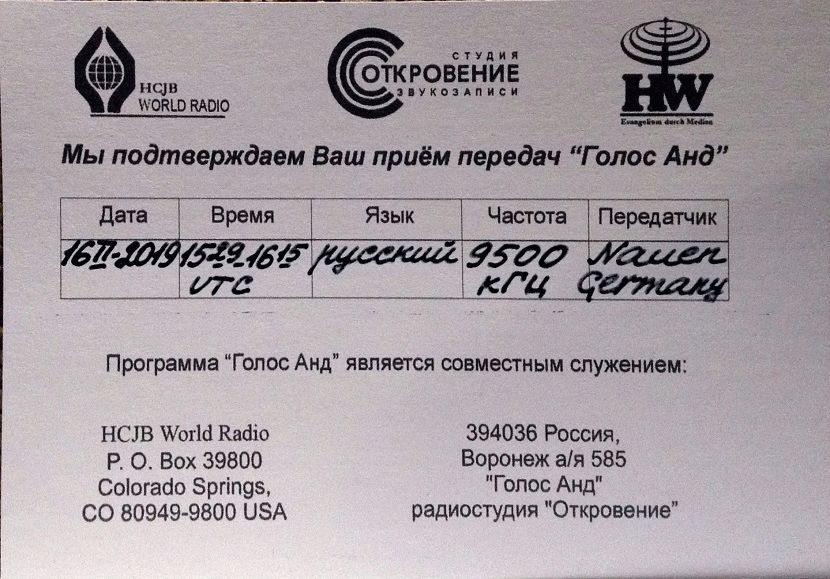 HCJB
WORLD RADIO
СТУДИЯ
ОТКРОВЕНИЕ
ЗВУКОЗАПИСИ
HW
Evangelism durch Medien
Мы подтверждаем Ваш приём передач “Голос Анд”
Дата Время Язык Частота Передатчик
16 II-2019 1529-1615 русский 9500 Nauen
UTC кГц Germany
Программа “Голос Анд” является совместным служением:
HCJB World Radio
P. O. Box 39800
Colorado Springs,
CO 80949-9800 USA
394036 Россия,
Воронеж а/я 585
"Голос Анд"
радиостудия "Откровение”